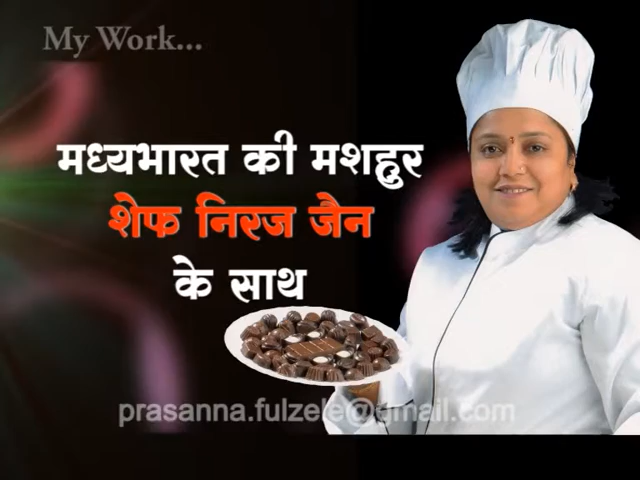 My Work...
मध्यभारत की मशहुर
शेफ निरज जैन
के साथ
prasanna.fulzele@gmail.com